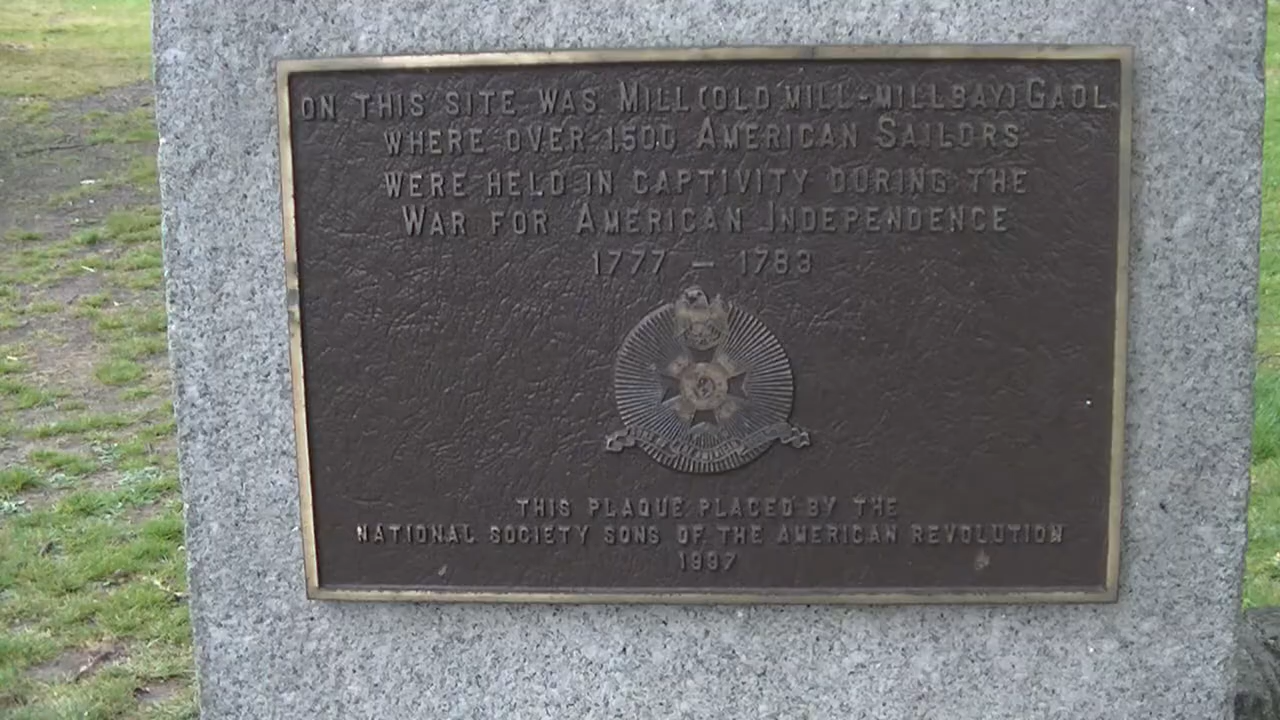 ON THIS SITE WAS MILL (OLD MILL-MILLBAY) GAOL
WHERE OVER 1,500 AMERICAN SAILORS
WERE HELD IN CAPTIVITY DURING THE
WAR FOR AMERICAN INDEPENDENCE
1777 – 1783
THIS PLAQUE PLACED BY THE
NATIONAL SOCIETY SONS OF THE AMERICAN REVOLUTION
1997